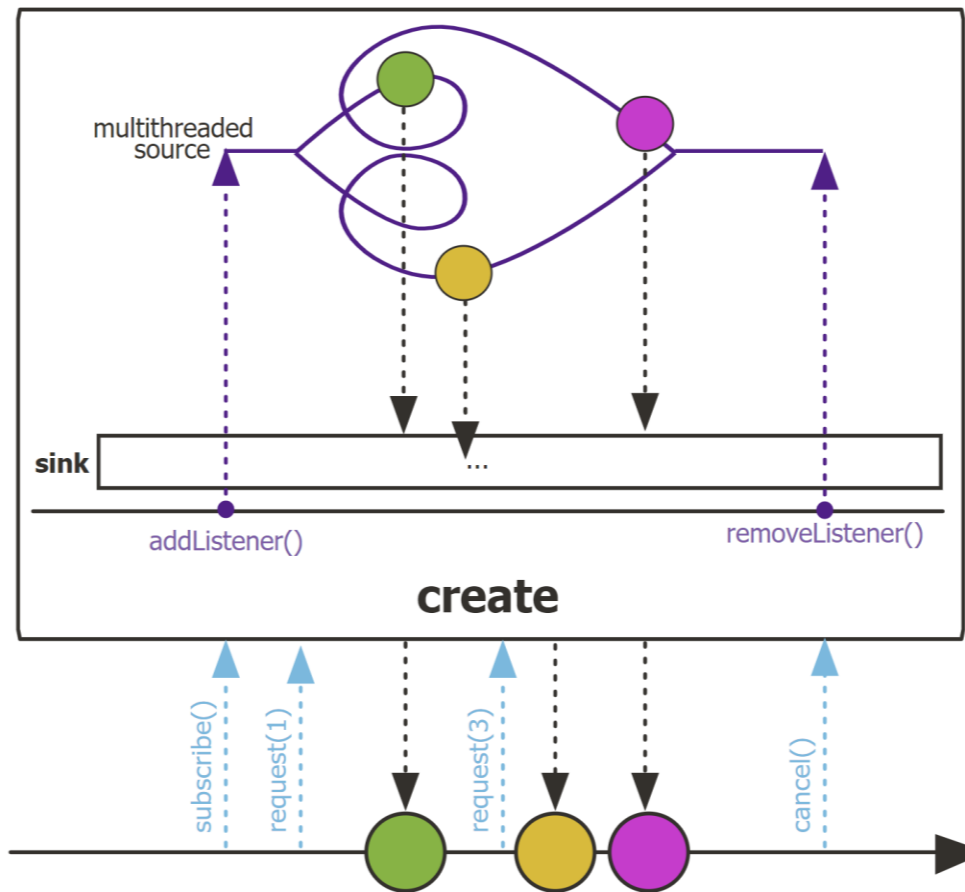 multithreaded
source
sink
...
addListener()
removeListener()
create
subscribe()
request(1)
request(3)
cancel()